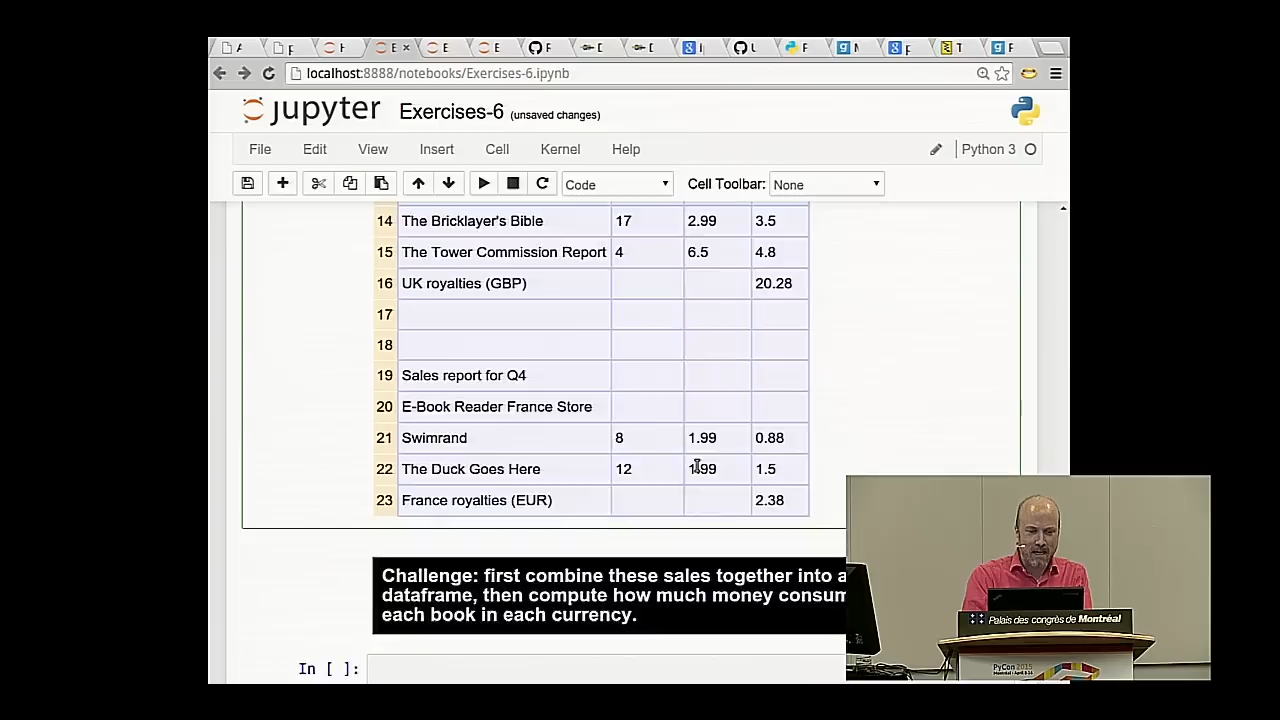 localhost:8888/notebooks/Exercises-6.ipynb
jupyter Exercises-6 (unsaved changes)
File Edit View Insert Cell Kernel Help Python 3
Code Cell Toolbar: None
14 The Bricklayer's Bible 17 2.99 3.5
15 The Tower Commission Report 4 6.5 4.8
16 UK royalties (GBP) 20.28
17
18
19 Sales report for Q4
20 E-Book Reader France Store
21 Swimrand 8 1.99 0.88
22 The Duck Goes Here 12 1.99 1.5
23 France royalties (EUR) 2.38
Challenge: first combine these sales together into a
dataframe, then compute how much money consum
each book in each currency.
In [ ]:
Palais des congrès de Montréal
PyCon 2015